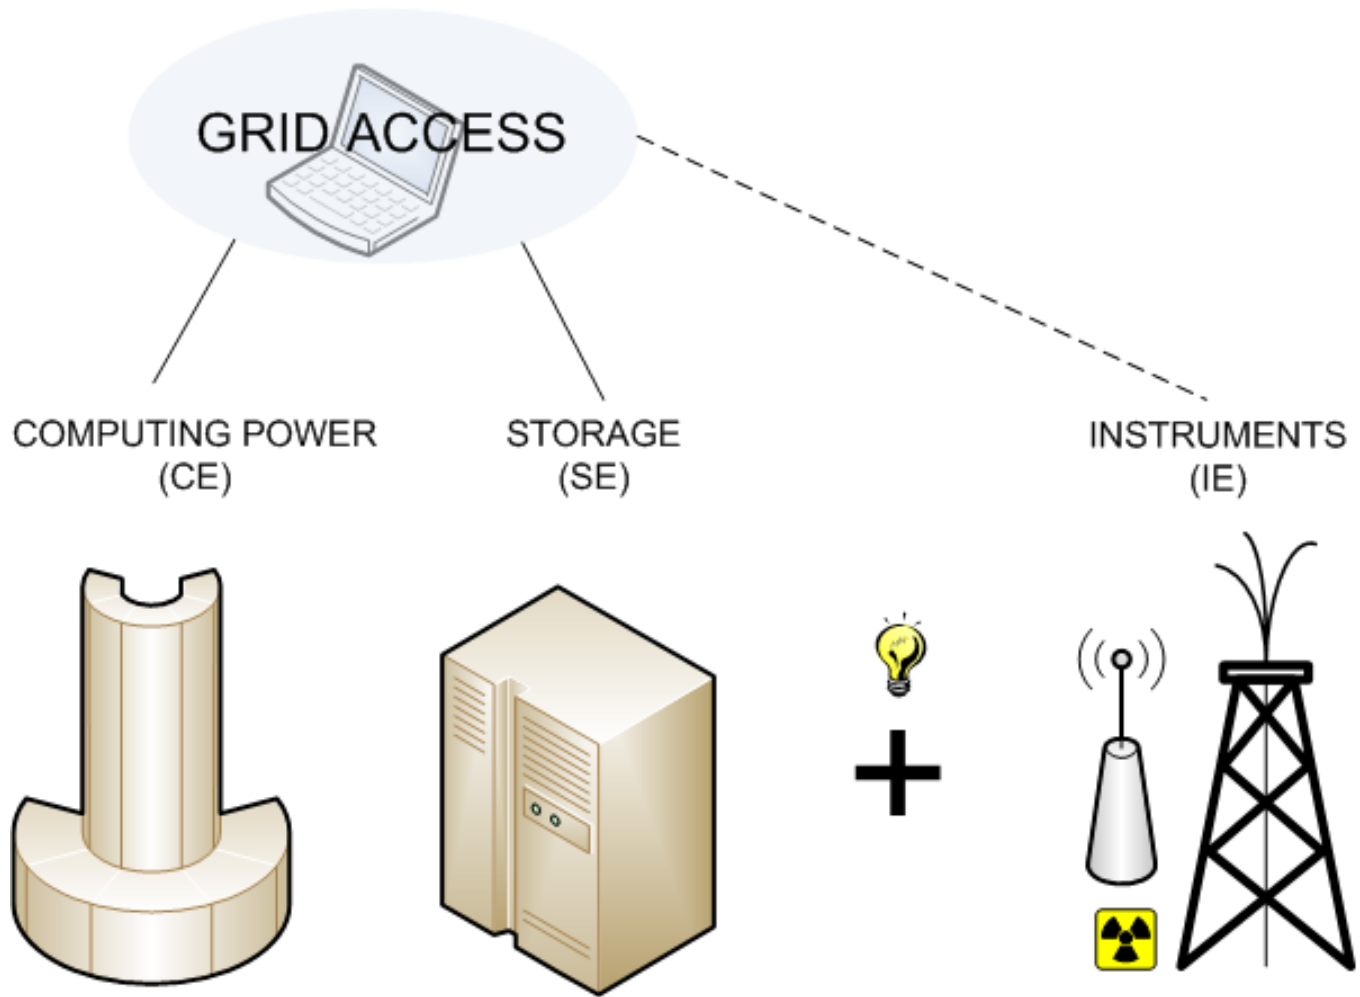 GRID ACCESS
COMPUTING POWER
(CE)
STORAGE
(SE)
INSTRUMENTS
(IE)